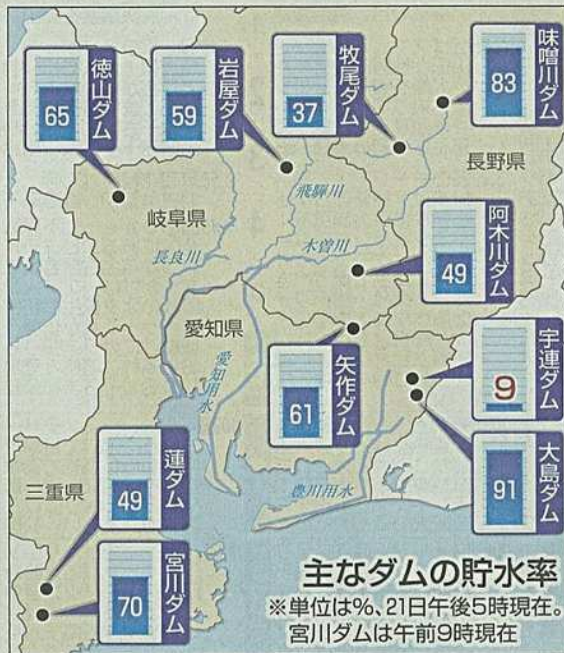 徳山ダム
65
岩屋ダム
59
牧尾ダム
37
味噌川ダム
83
長野県
岐阜県
飛騨川
長良川
木曽川
阿木川ダム
49
愛知県
愛知用水
矢作ダム
61
宇連ダム
9
大島ダム
91
豊川用水
三重県
蓮ダム
49
宮川ダム
70
主なダムの貯水率
※単位は%、21日午後5時現在。
宮川ダムは午前9時現在